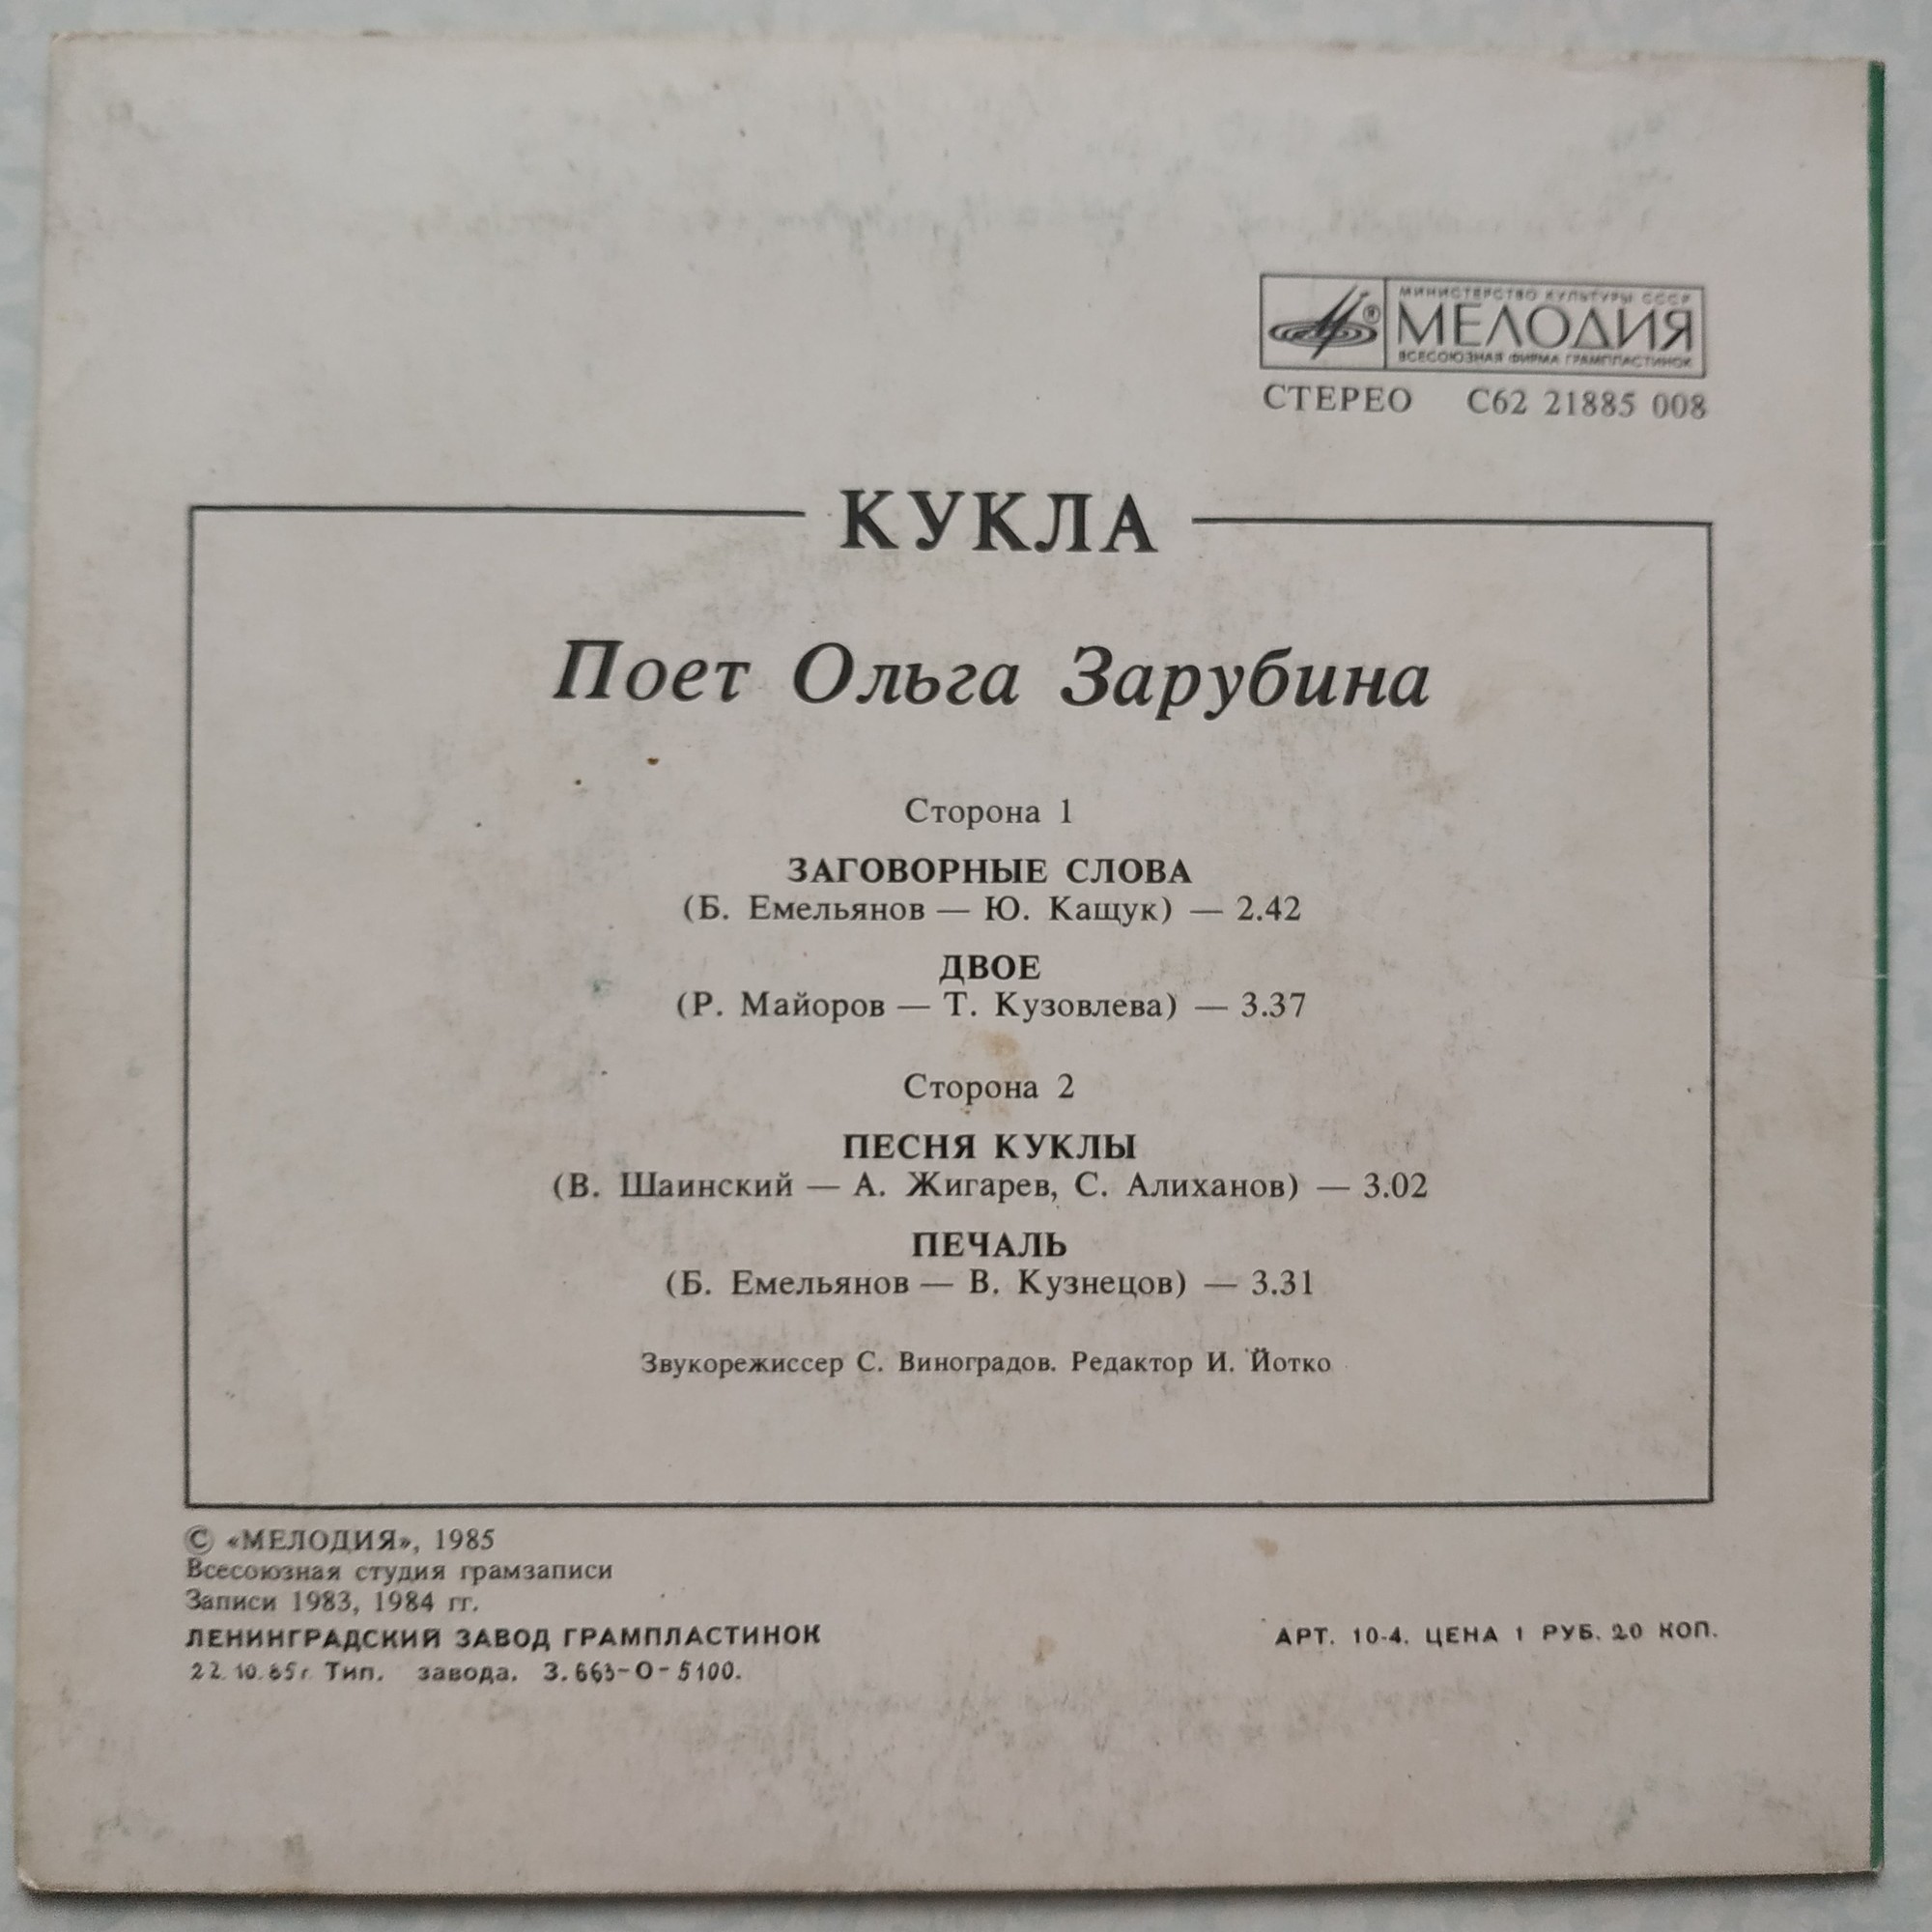 МИНИСТЕРСТВО КУЛЬТУРЫ СССР
МЕЛОДИЯ
ВСЕСОЮЗНАЯ ФИРМА ГРАМПЛАСТИНОК
СТЕРЕО С62 21885 008
КУКЛА
Поет Ольга Зарубина
Сторона 1
ЗАГОВОРНЫЕ СЛОВА
(Б. Емельянов — Ю. Кащук) — 2.42
ДВОЕ
(Р. Майоров — Т. Кузовлева) — 3.37
Сторона 2
ПЕСНЯ КУКЛЫ
(В. Шаинский — А. Жигарев, С. Алиханов) — 3.02
ПЕЧАЛЬ
(Б. Емельянов — В. Кузнецов) — 3.31
Звукорежиссер С. Виноградов. Редактор И. Йотко
© «МЕЛОДИЯ», 1985
Всесоюзная студия грамзаписи
Записи 1983, 1984 гг.
ЛЕНИНГРАДСКИЙ ЗАВОД ГРАМПЛАСТИНОК
22.10.85г. Тип. завода. З. 663-О-5100.
АРТ. 10-4. ЦЕНА 1 РУБ. 20 КОП.